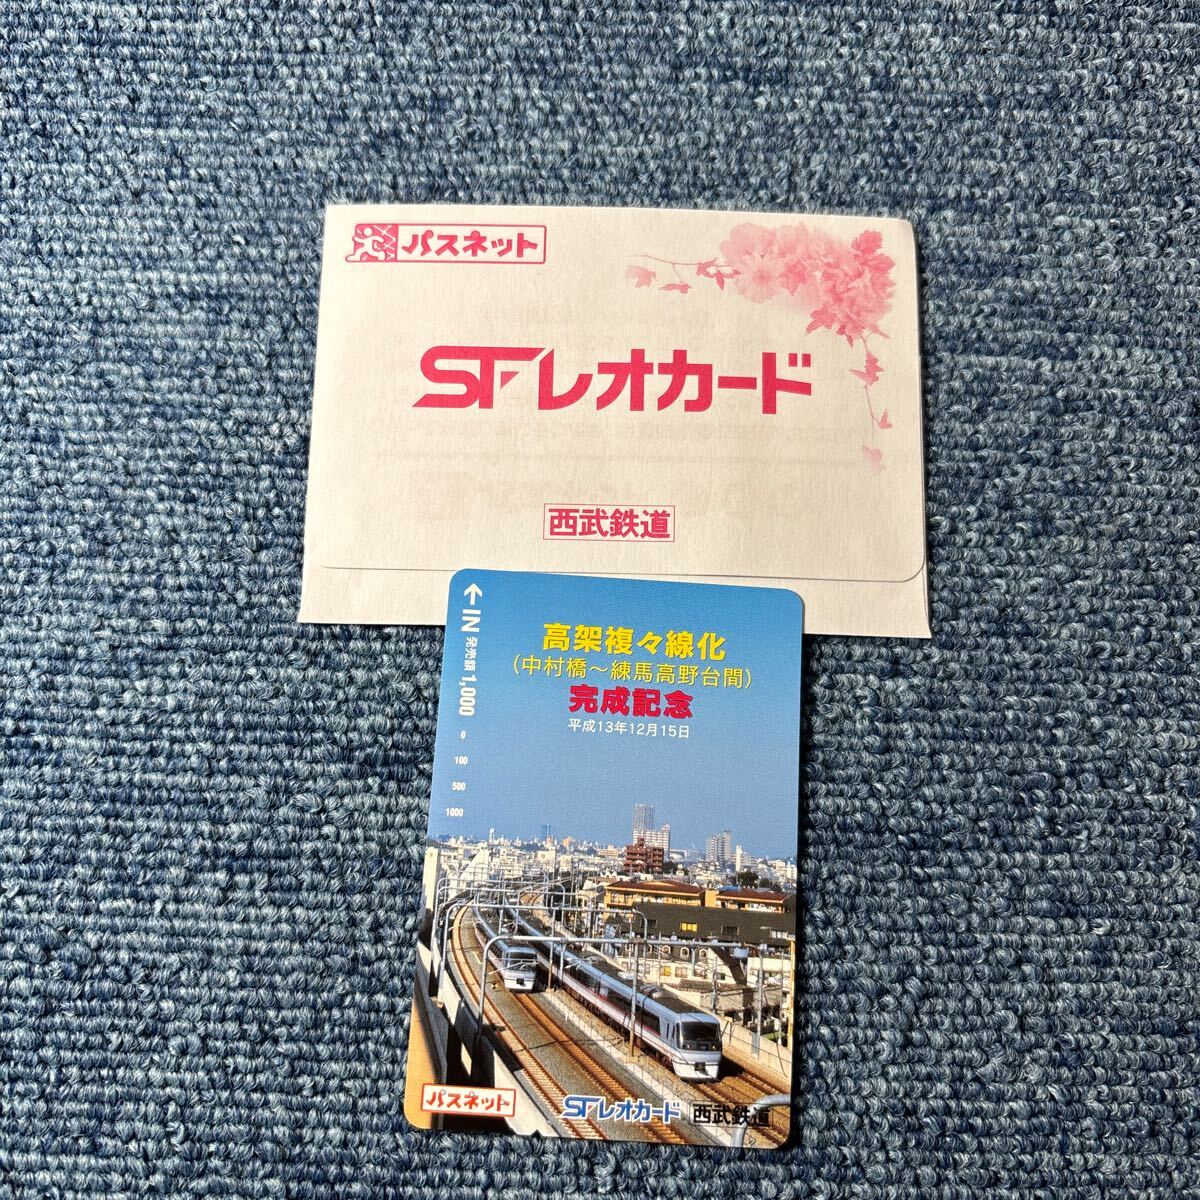 パスネット
SFレオカード
西武鉄道
←IN 発売額 1,000
0
100
500
1000
高架複々線化
(中村橋～練馬高野台間)
完成記念
平成13年12月15日
パスネット
SFレオカード
西武鉄道